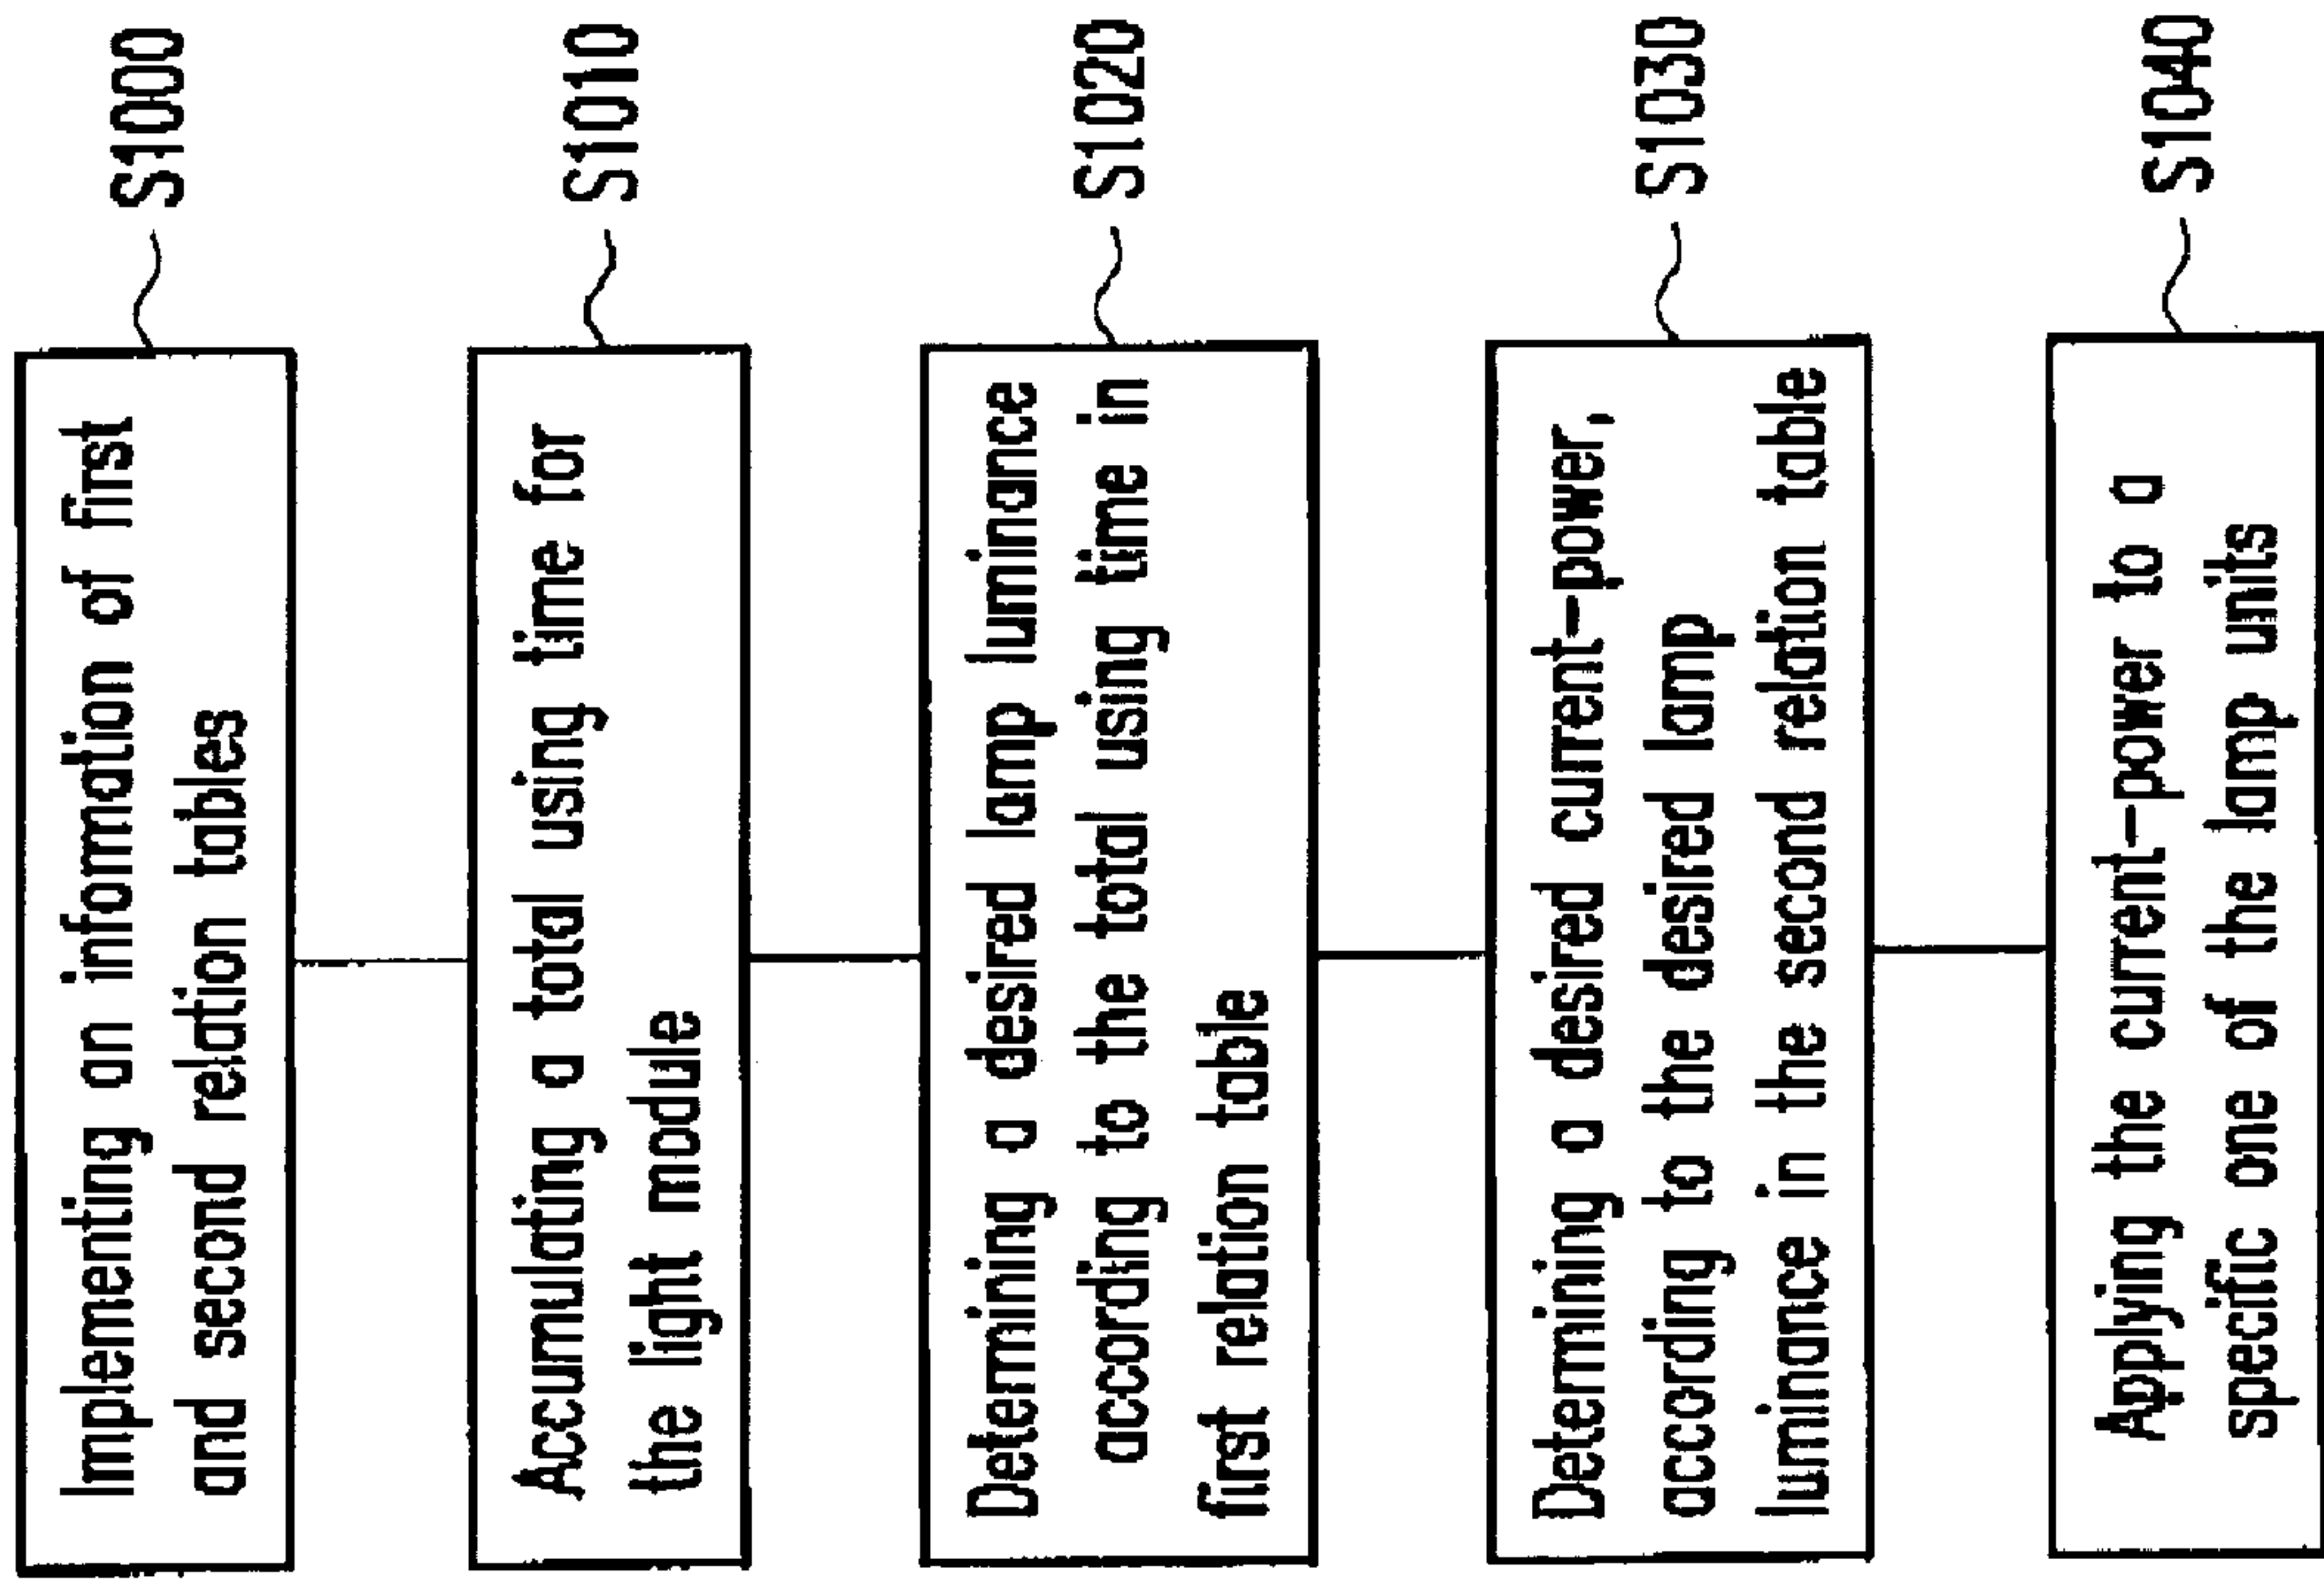 Implementing an information of first
and second relation tables
S1000
Accumulating a total using time for
the light module
S1010
Determining a desired lamp luminance
according to the total using time in
first relation table
S1020
Determining a desired current-power,
according to the desired lamp
luminance in the second relation table
S1030
Applying the current-power to a
specific one of the lamp units
S1040